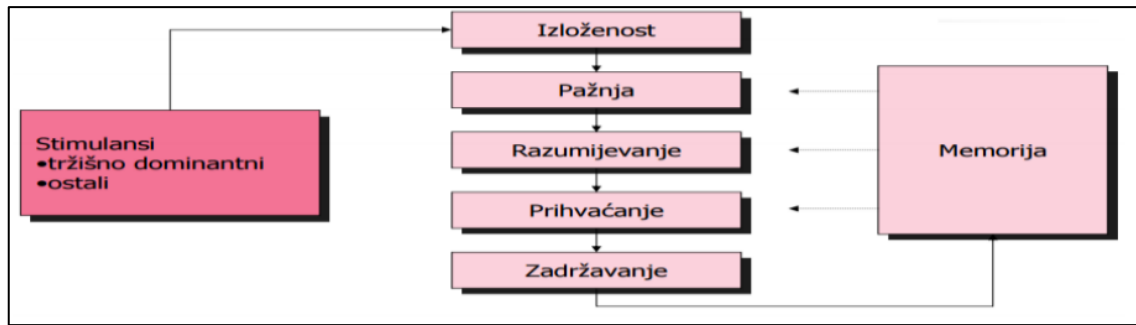 Izloženost
Pažnja
Stimulansi
•tržišno dominantni
•ostali
Razumijevanje
Memorija
Prihvaćanje
Zadržavanje